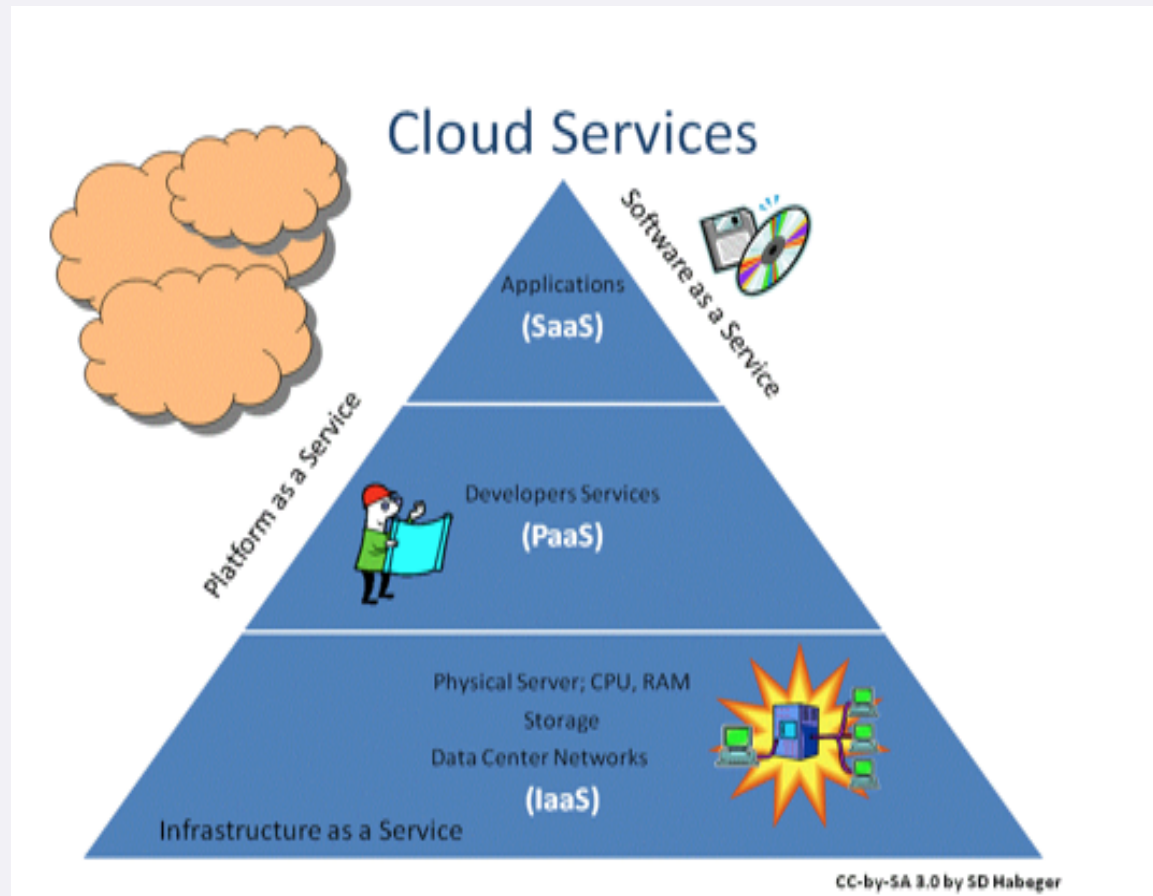 Cloud Services
Software as a Service
Applications
(SaaS)
Platform as a Service
Developers Services
(PaaS)
Physical Server; CPU, RAM
Storage
Data Center Networks
(IaaS)
Infrastructure as a Service
CC-by-SA 3.0 by SD Habeger